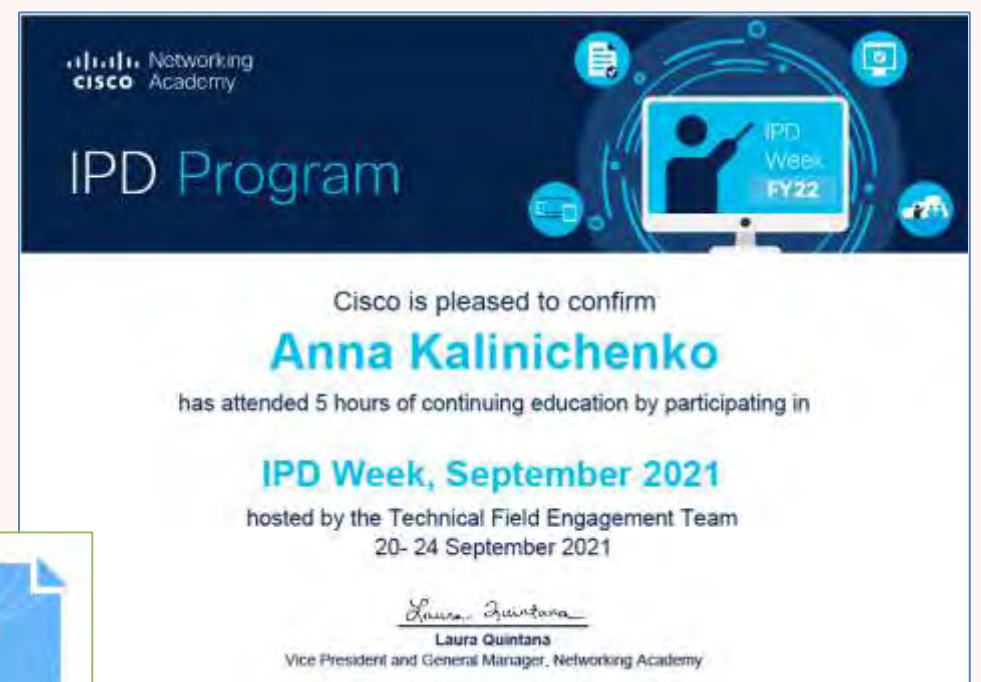 Networking
CISCO Academy
IPD Program
IPD
Week
FY22
Cisco is pleased to confirm
Anna Kalinichenko
has attended 5 hours of continuing education by participating in
IPD Week, September 2021
hosted by the Technical Field Engagement Team
20- 24 September 2021
Laura Quintana
Laura Quintana
Vice President and General Manager, Networking Academy